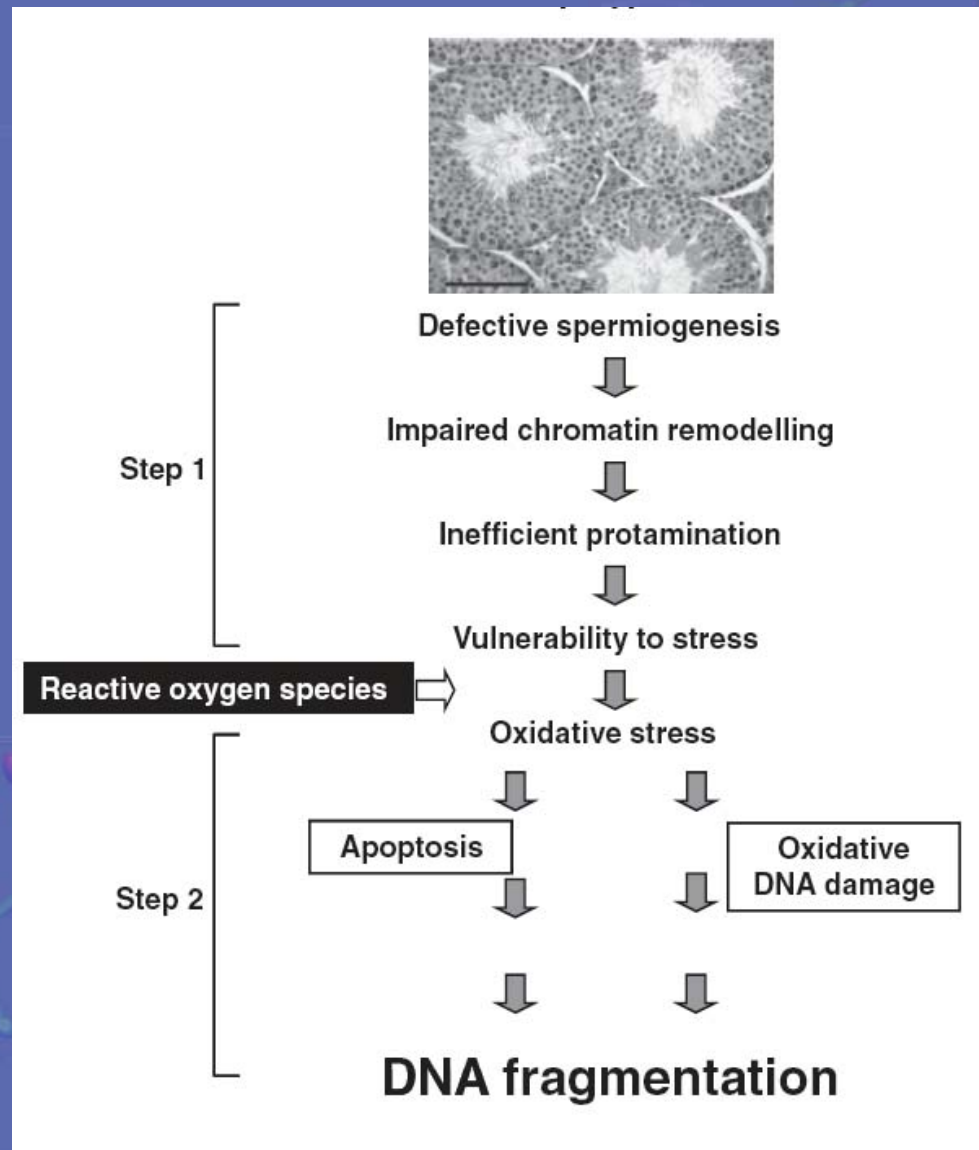 Defective spermiogenesis
Impaired chromatin remodelling
Step 1
Inefficient protamination
Vulnerability to stress
Reactive oxygen species
Oxidative stress
Apoptosis
Oxidative
DNA damage
Step 2
DNA fragmentation